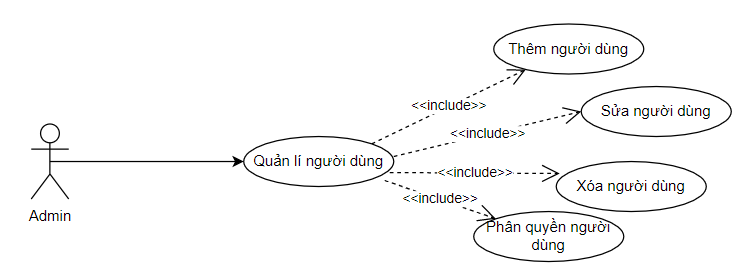 Thêm người dùng
<<include>>
Sửa người dùng
<<include>>
Quản lí người dùng
<<include>>
Xóa người dùng
<<include>>
Admin
Phân quyền người
dùng